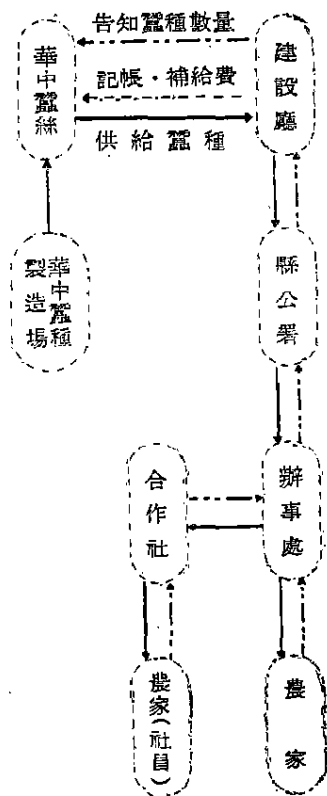 告知蠶種數量
記帳・補給費
供給蠶種
華中蠶絲
建設廳
華中蠶種
製造場
縣公署
合作社
辦事處
農家(社員)
農家